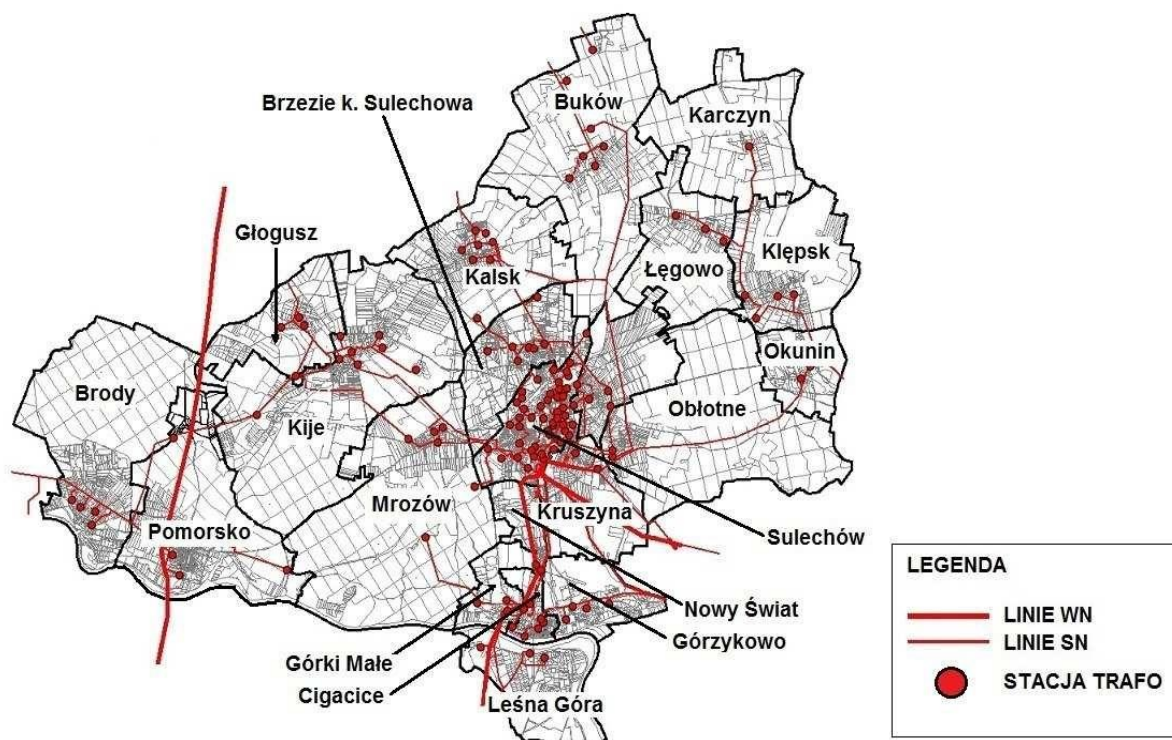 Buków
Brzezie k. Sulechowa
Karczyn
Głogusz
Klępsk
Kalsk
Łęgowo
Okunin
Brody
Obłotne
Kije
Mrozów
Kruszyna
Pomorsko
Sulechów
Nowy Świat
Górzykowo
Górki Małe
Cigacice
Leśna Góra
LEGENDA
LINIE WN
LINIE SN
STACJA TRAFO